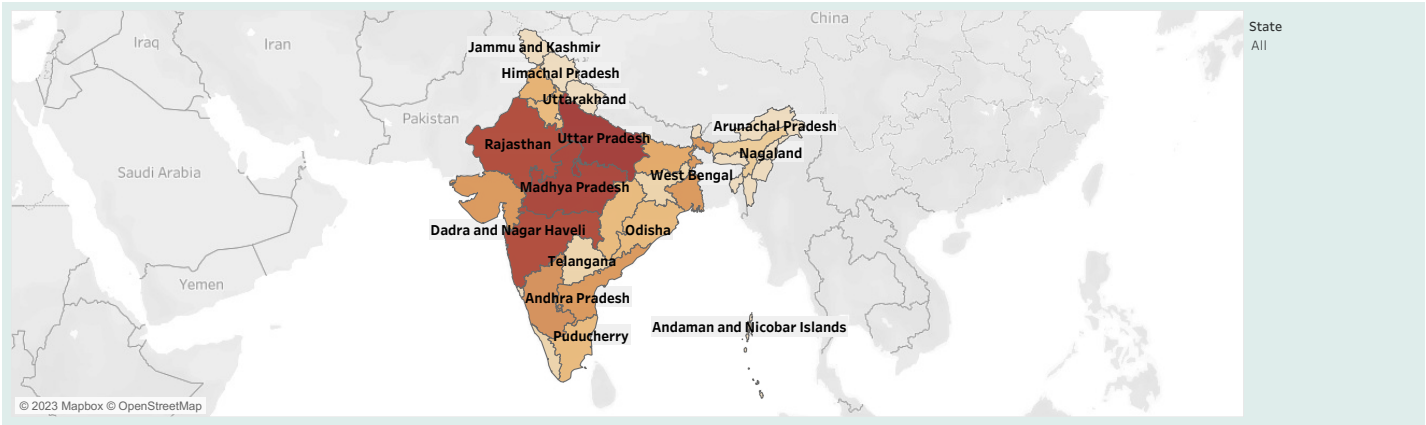 China
State
All
Iraq
Iran
Jammu and Kashmir
Himachal Pradesh
Uttarakhand
Pakistan
Arunachal Pradesh
Uttar Pradesh
Rajasthan
Nagaland
Saudi Arabia
West Bengal
Madhya Pradesh
Dadra and Nagar Haveli
Odisha
Telangana
Yemen
Andhra Pradesh
Andaman and Nicobar Islands
Puducherry
© 2023 Mapbox © OpenStreetMap